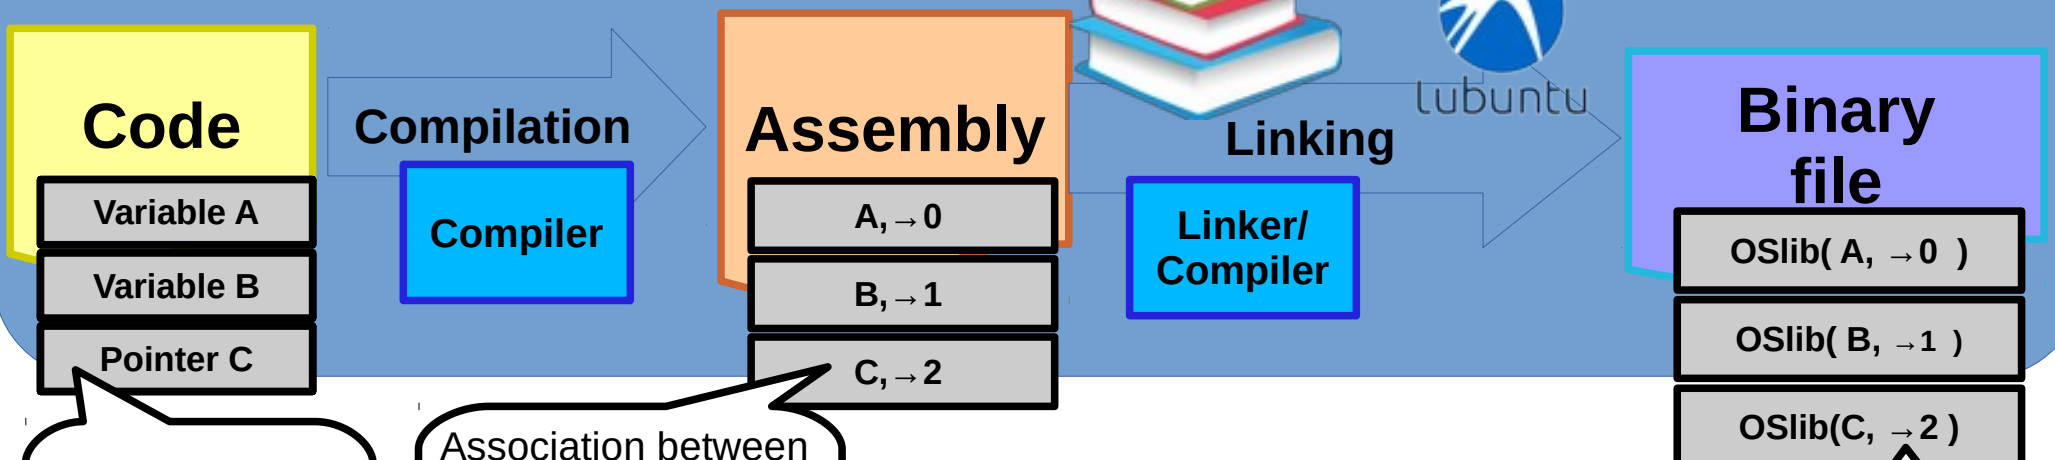 Code
Variable A
Variable B
Pointer C
Compilation
Compiler
Assembly
A,→0
B,→1
C,→2
Association between
lubuntu
Linking
Linker/
Compiler
Binary
file
OSlib( A, →0 )
OSlib( B, →1 )
OSlib(C, →2 )